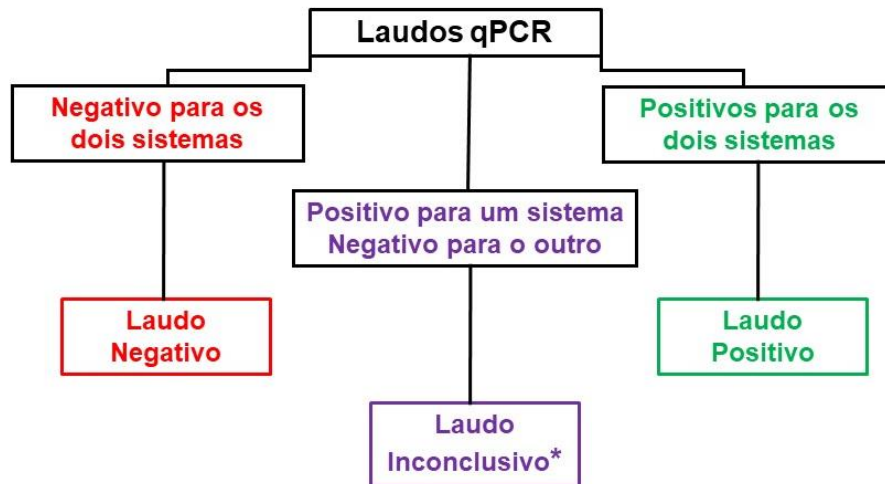 Laudos qPCR
Negativo para os
dois sistemas
Positivos para os
dois sistemas
Positivo para um sistema
Negativo para o outro
Laudo
Negativo
Laudo
Positivo
Laudo
Inconclusivo*